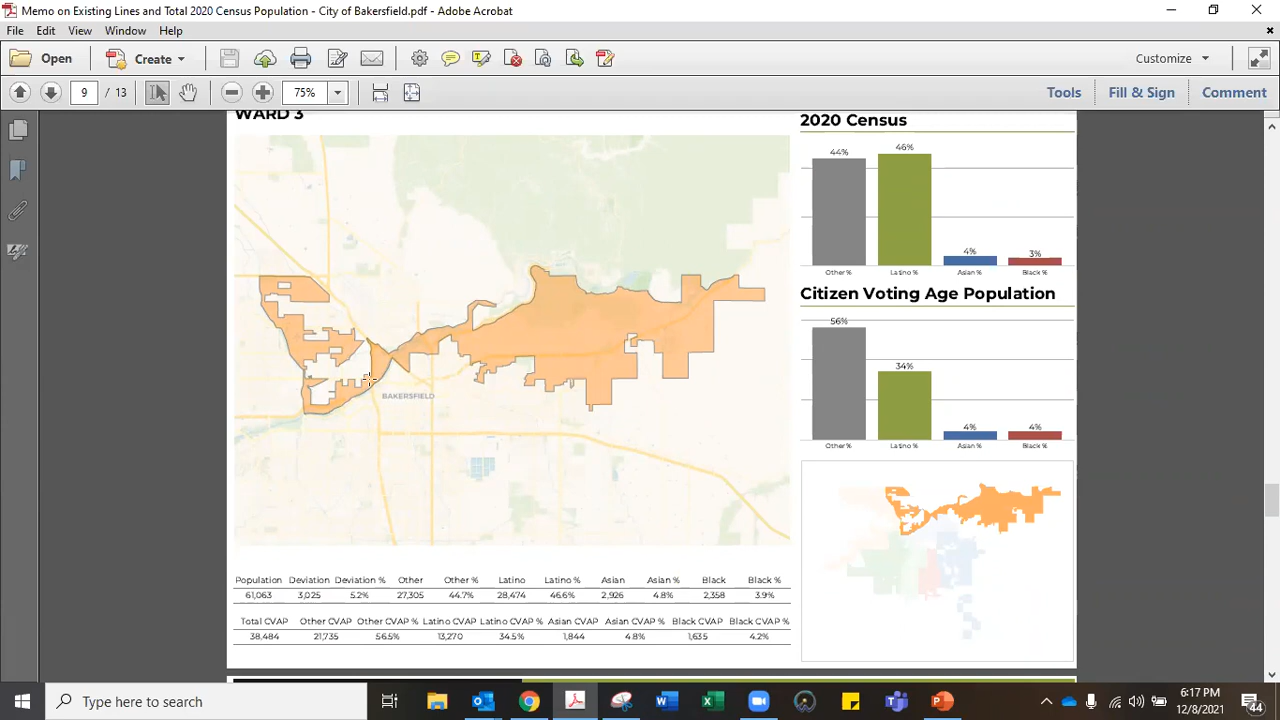 Memo on Existing Lines and Total 2020 Census Population - City of Bakersfield.pdf - Adobe Acrobat
File Edit View Window Help
Open Create Customize
9 / 13 75% Tools Fill & Sign Comment
WARD 3
BAKERSFIELD
2020 Census
44% 46% 4% 3%
Other % Latino % Asian % Black %
Citizen Voting Age Population
56% 34% 4% 4%
Other % Latino % Asian % Black %
Population Deviation Deviation % Other Other % Latino Latino % Asian Asian % Black Black %
61,063 3,025 5.2% 27,305 44.7% 28,474 46.6% 2,926 4.8% 2,358 3.9%
Total CVAP Other CVAP Other CVAP % Latino CVAP Latino CVAP % Asian CVAP Asian CVAP % Black CVAP Black CVAP %
38,484 21,735 56.5% 13,270 34.5% 1,844 4.8% 1,635 4.2%
Type here to search
6:17 PM
12/8/2021
44